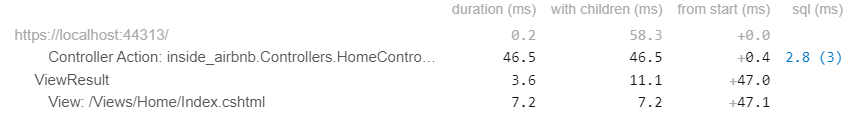 duration (ms) with children (ms) from start (ms) sql (ms)
https://localhost:44313/ 0.2 58.3 +0.0
Controller Action: inside_airbnb.Controllers.HomeContro... 46.5 46.5 +0.4 2.8 (3)
ViewResult 3.6 11.1 +47.0
View: /Views/Home/Index.cshtml 7.2 7.2 +47.1